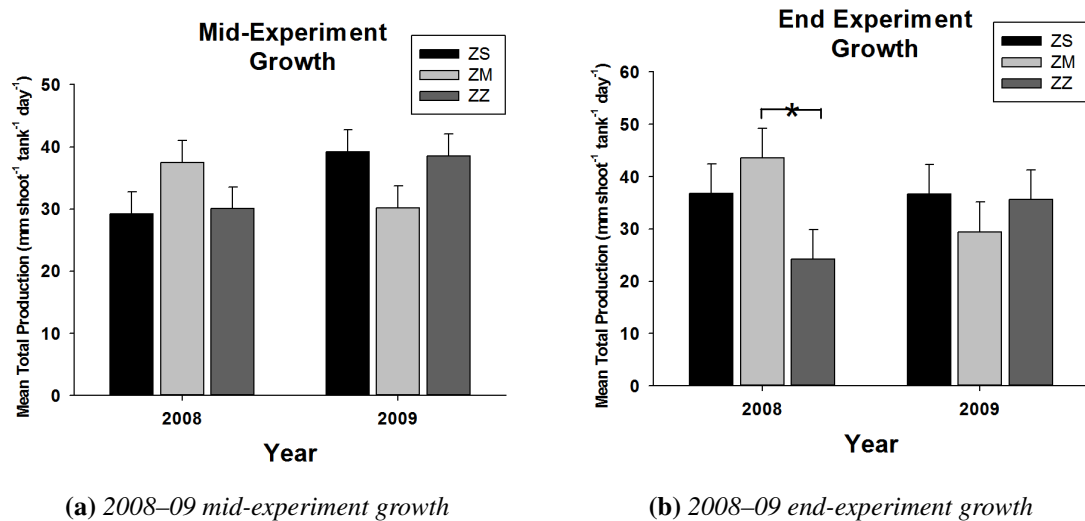 Mid-Experiment
Growth
ZS
ZM
ZZ
Mean Total Production (mm shoot⁻¹ tank⁻¹ day⁻¹)
50
40
30
20
10
0
2008
2009
Year
(a) 2008–09 mid-experiment growth
End Experiment
Growth
ZS
ZM
ZZ
Mean Total Production (mm shoot⁻¹ tank⁻¹ day⁻¹)
60
50
40
30
20
10
0
*
2008
2009
Year
(b) 2008–09 end-experiment growth